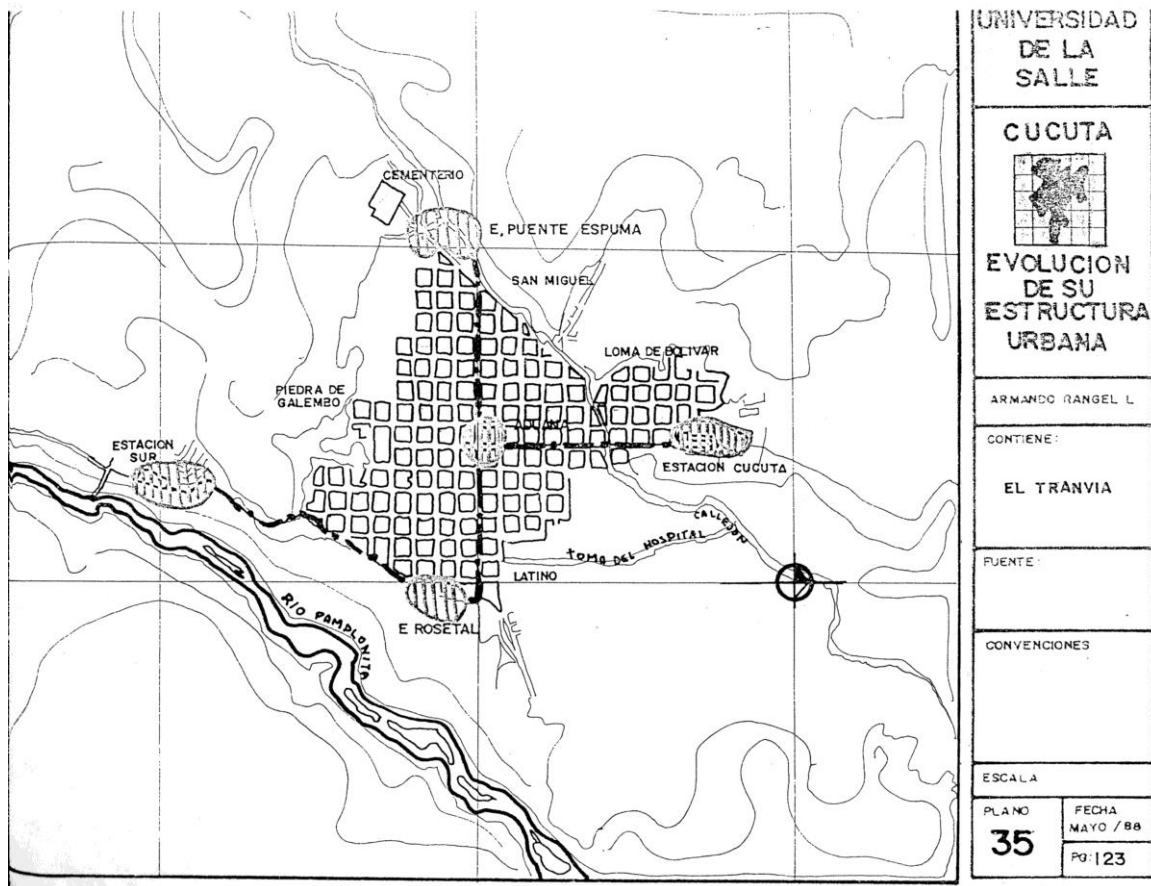 CEMENTERIO
E. PUENTE ESPUMA
SAN MIGUEL
LOMA DE BOLIVAR
PIEDRA DE
GALEMBO
ADUANA
ESTACION
SUR
ESTACION CUCUTA
CALLEJON
TOMA DEL HOSPITAL
LATINO
E ROSETAL
RIO PAMPLONITA
UNIVERSIDAD
DE LA
SALLE
CUCUTA
EVOLUCION
DE SU
ESTRUCTURA
URBANA
ARMANDO RANGEL L
CONTIENE:
EL TRANVIA
FUENTE:
CONVENCIONES
ESCALA
PLANO
35
FECHA
MAYO / 88
PG: 123